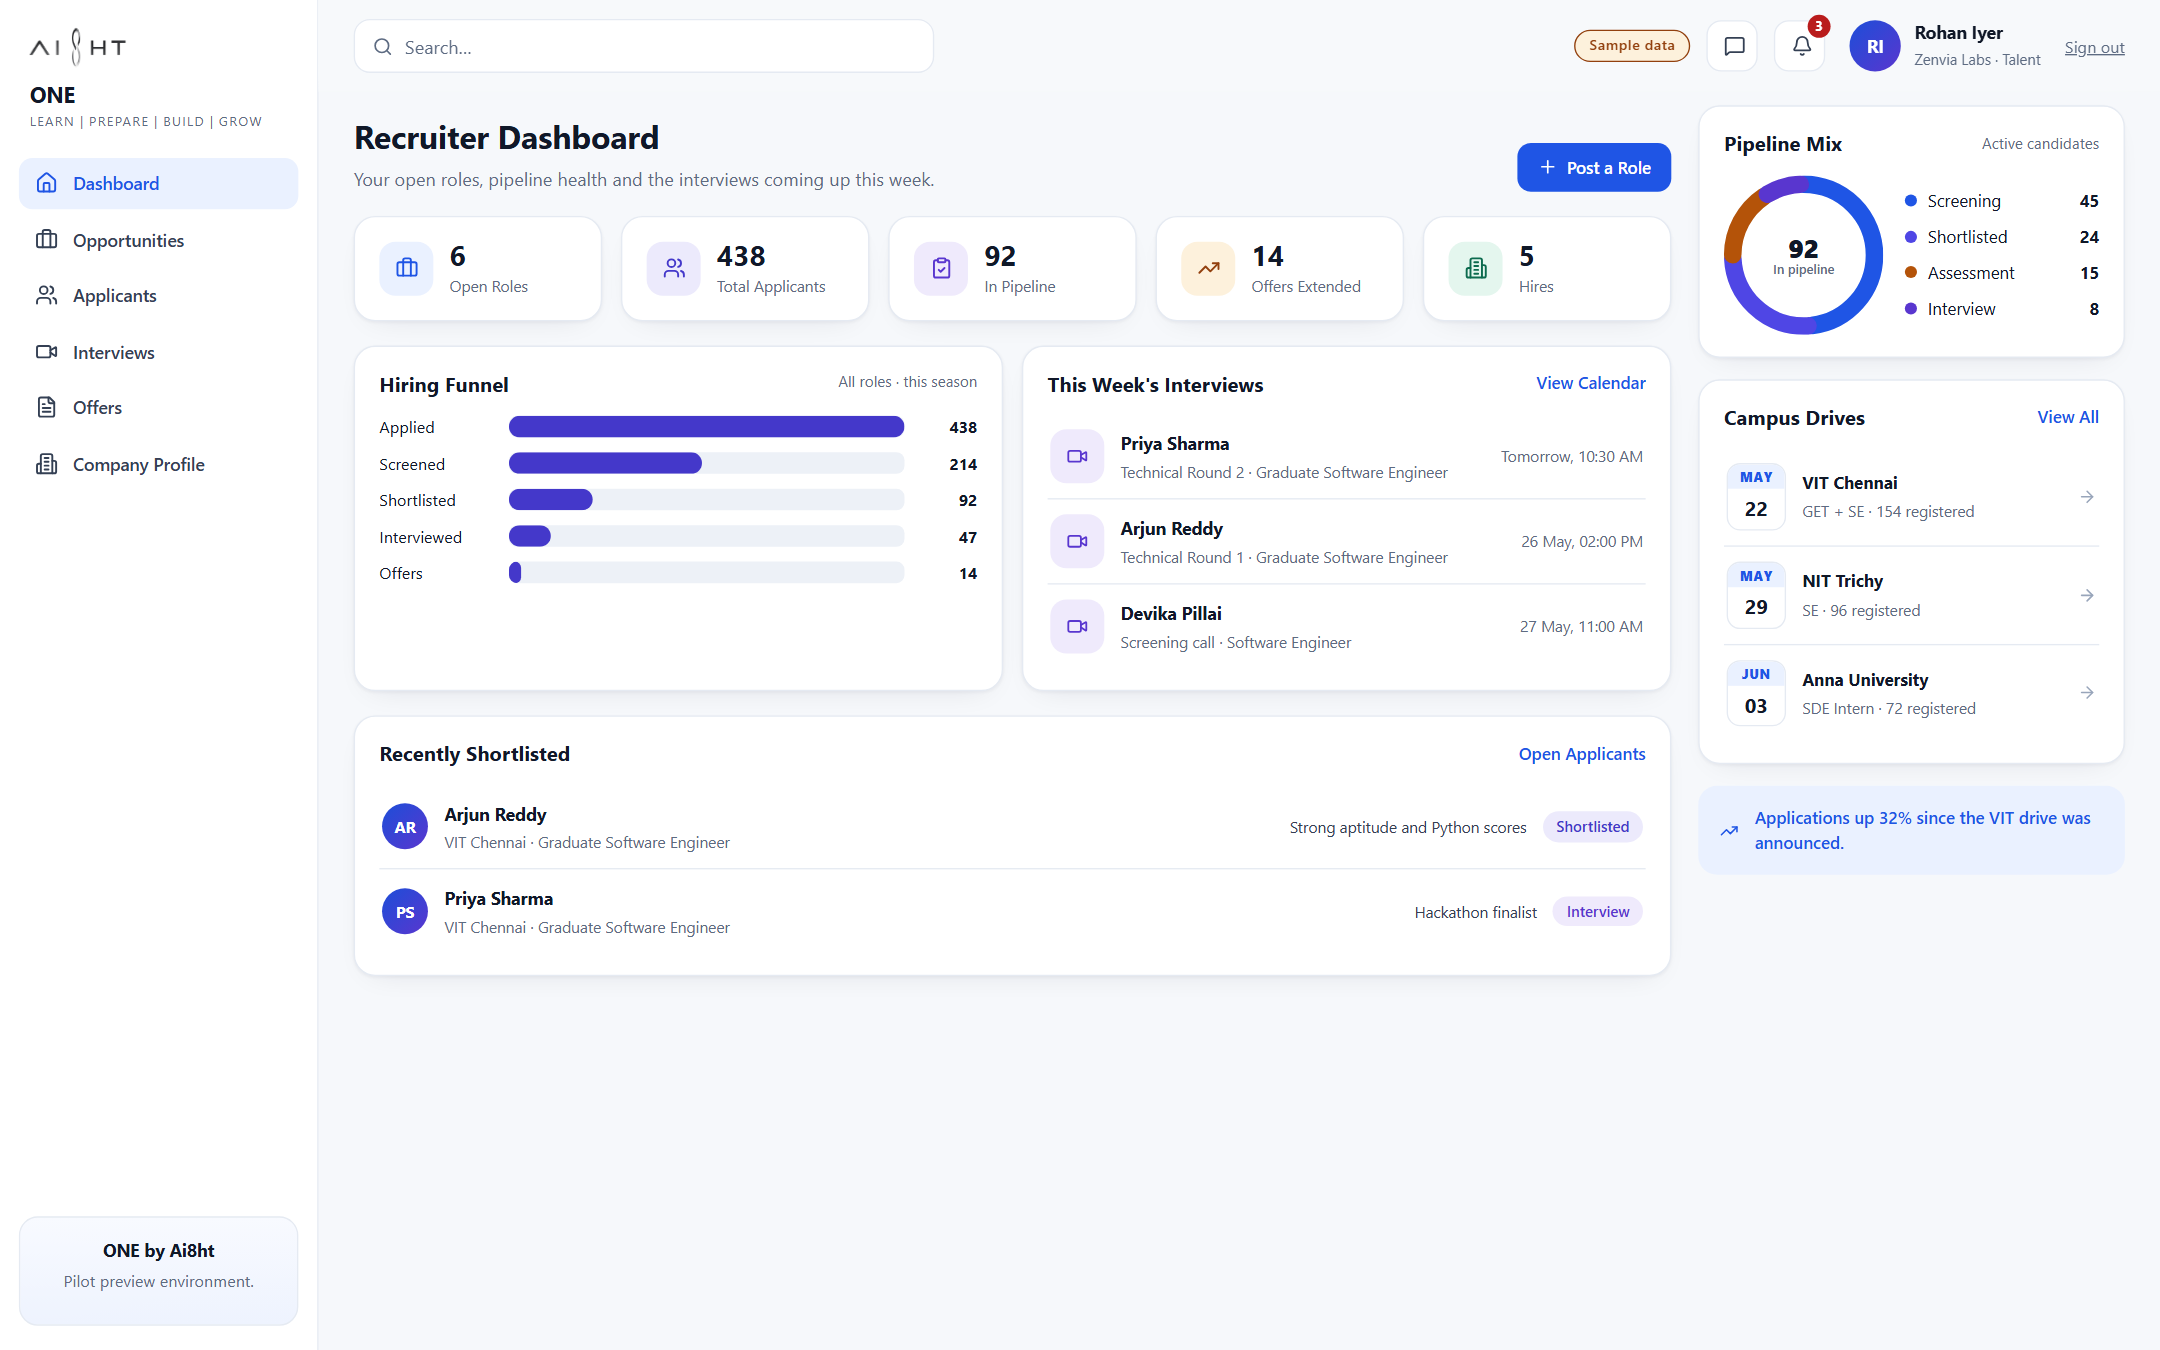 AI8HT
ONE
LEARN | PREPARE | BUILD | GROW
Dashboard
Opportunities
Applicants
Interviews
Offers
Company Profile
ONE by Ai8ht
Pilot preview environment.
Search...
Sample data
3
RI
Rohan Iyer
Zenvia Labs · Talent
Sign out
Recruiter Dashboard
Your open roles, pipeline health and the interviews coming up this week.
Post a Role
6
Open Roles
438
Total Applicants
92
In Pipeline
14
Offers Extended
5
Hires
Hiring Funnel
All roles · this season
Applied 438
Screened 214
Shortlisted 92
Interviewed 47
Offers 14
This Week's Interviews
View Calendar
Priya Sharma
Technical Round 2 · Graduate Software Engineer
Tomorrow, 10:30 AM
Arjun Reddy
Technical Round 1 · Graduate Software Engineer
26 May, 02:00 PM
Devika Pillai
Screening call · Software Engineer
27 May, 11:00 AM
Recently Shortlisted
Open Applicants
AR
Arjun Reddy
VIT Chennai · Graduate Software Engineer
Strong aptitude and Python scores
Shortlisted
PS
Priya Sharma
VIT Chennai · Graduate Software Engineer
Hackathon finalist
Interview
Pipeline Mix
Active candidates
92
In pipeline
Screening 45
Shortlisted 24
Assessment 15
Interview 8
Campus Drives
View All
MAY
22
VIT Chennai
GET + SE · 154 registered
MAY
29
NIT Trichy
SE · 96 registered
JUN
03
Anna University
SDE Intern · 72 registered
Applications up 32% since the VIT drive was
announced.